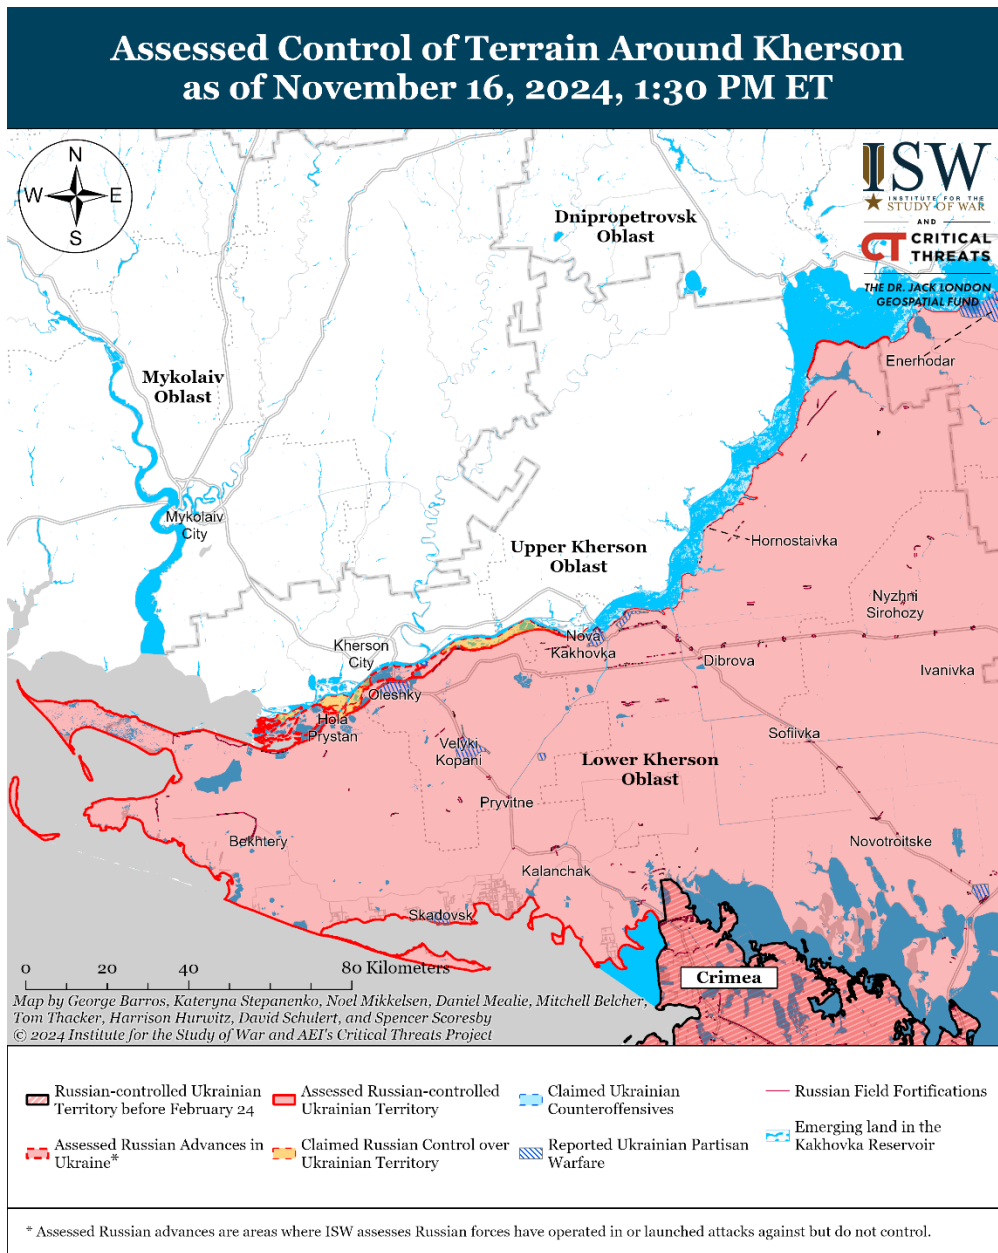 Assessed Control of Terrain Around Kherson
as of November 16, 2024, 1:30 PM ET
N
W
E
S
ISW
INSTITUTE FOR THE
STUDY OF WAR
AND
CT CRITICAL
THREATS
THE DR. JACK LONDON
GEOSPATIAL FUND
Dnipropetrovsk
Oblast
Enerhodar
Mykolaiv
Oblast
Mykolaiv
City
Hornostaivka
Upper Kherson
Oblast
Nyzhni
Sirohozy
Kherson
City
Nova
Kakhovka
Dibrova
Ivanivka
Oleshky
Hola
Prystan
Sofiivka
Velyki
Kopani
Lower Kherson
Oblast
Pryvitne
Bekhtery
Novotroitske
Kalanchak
Skadovsk
Crimea
0 20 40 80 Kilometers
Map by George Barros, Kateryna Stepanenko, Noel Mikkelsen, Daniel Mealie, Mitchell Belcher,
Tom Thacker, Harrison Hurwitz, David Schulert, and Spencer Scoresby
© 2024 Institute for the Study of War and AEI's Critical Threats Project
Russian-controlled Ukrainian
Territory before February 24
Assessed Russian-controlled
Ukrainian Territory
Claimed Ukrainian
Counteroffensives
Russian Field Fortifications
Assessed Russian Advances in
Ukraine*
Claimed Russian Control over
Ukrainian Territory
Reported Ukrainian Partisan
Warfare
Emerging land in the
Kakhovka Reservoir
* Assessed Russian advances are areas where ISW assesses Russian forces have operated in or launched attacks against but do not control.